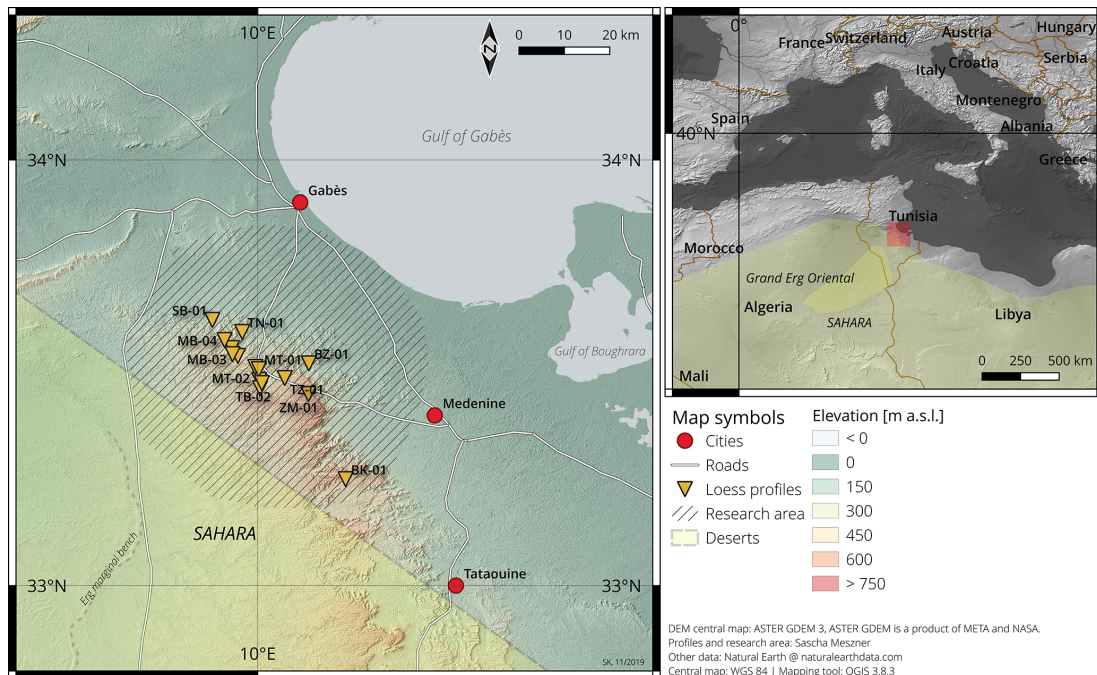 10°E
0 10 20 km
Gulf of Gabès
34°N
34°N
Gabès
SB-01
TN-01
MB-04
MB-03
MT-01
BZ-01
MT-02
TZ-01
TB-02
ZM-01
Medenine
Gulf of Boughrara
BK-01
SAHARA
Erg marginal bench
Tataouine
33°N
33°N
10°E
SK, 11/2019
0°
France
Switzerland
Austria
Hungary
Italy
Croatia
Serbia
Montenegro
Spain
Albania
40°N
Greece
Tunisia
Morocco
Grand Erg Oriental
Algeria
Libya
SAHARA
0 250 500 km
Mali
Map symbols
Cities
Roads
Loess profiles
Research area
Deserts
Elevation [m a.s.l.]
< 0
0
150
300
450
600
> 750
DEM central map: ASTER GDEM 3, ASTER GDEM is a product of META and NASA.
Profiles and research area: Sascha Meszner
Other data: Natural Earth @ naturalearthdata.com
Central map: WGS 84 | Mapping tool: QGIS 3.8.3